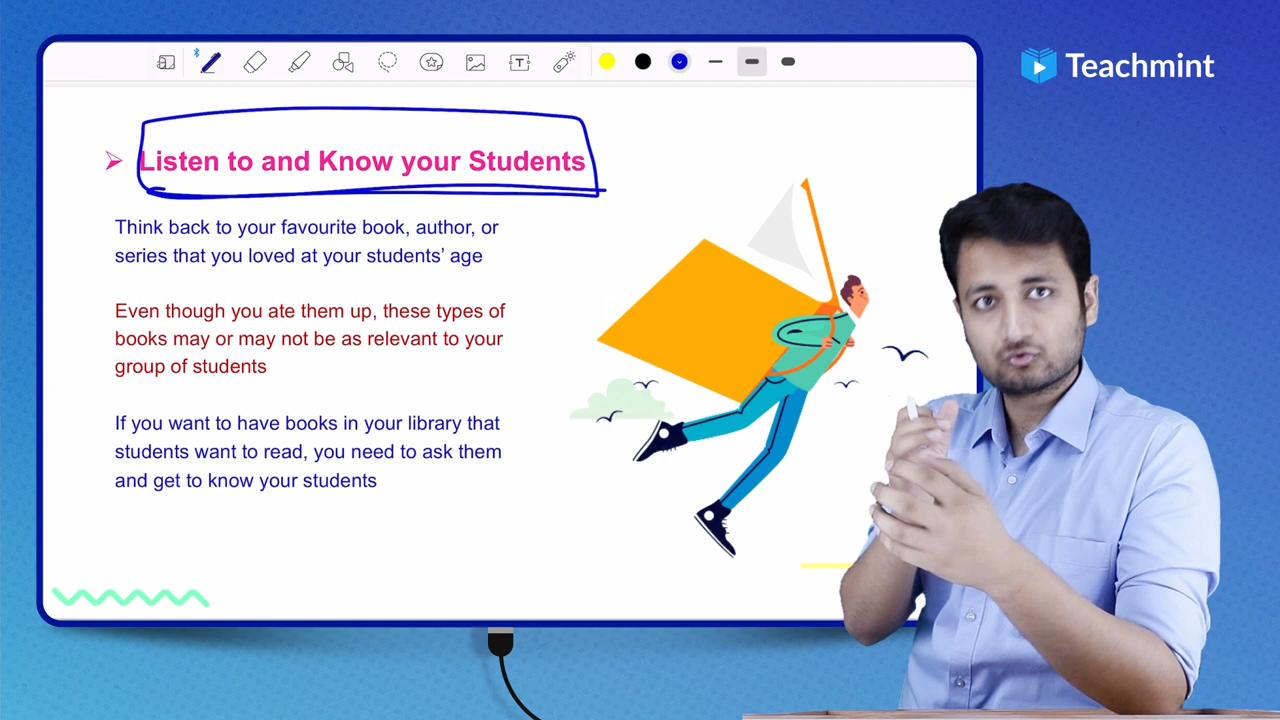 T
Teachmint
Listen to and Know your Students
Think back to your favourite book, author, or
series that you loved at your students’ age
Even though you ate them up, these types of
books may or may not be as relevant to your
group of students
If you want to have books in your library that
students want to read, you need to ask them
and get to know your students